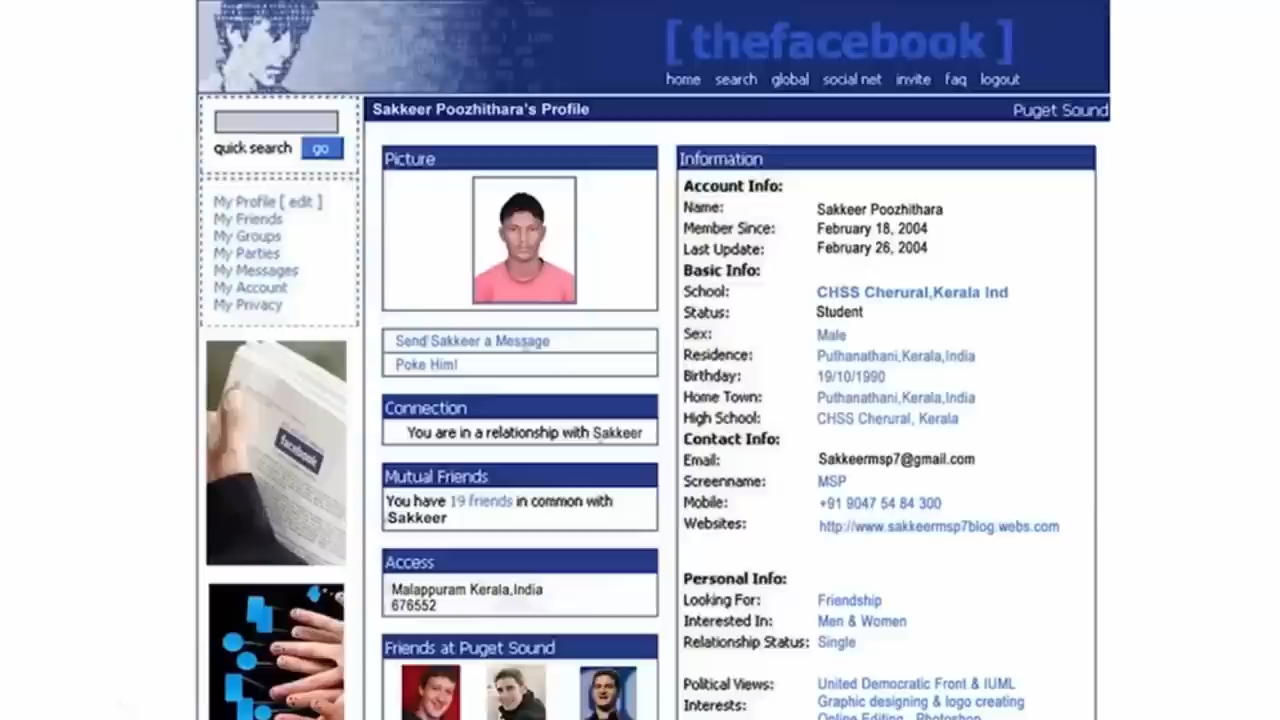 [ thefacebook ]
home search global social net invite faq logout
Sakkeer Poozhithara's Profile
Puget Sound
quick search go
My Profile [ edit ]
My Friends
My Groups
My Parties
My Messages
My Account
My Privacy
facebook
Picture
Send Sakkeer a Message
Poke Him!
Connection
You are in a relationship with Sakkeer
Mutual Friends
You have 19 friends in common with
Sakkeer
Access
Malappuram Kerala,India
676552
Friends at Puget Sound
Information
Account Info:
Name: Sakkeer Poozhithara
Member Since: February 18, 2004
Last Update: February 26, 2004
Basic Info:
School: CHSS Cherural,Kerala Ind
Status: Student
Sex: Male
Residence: Puthanathani,Kerala,India
Birthday: 19/10/1990
Home Town: Puthanathani,Kerala,India
High School: CHSS Cherural, Kerala
Contact Info:
Email: Sakkeermsp7@gmail.com
Screenname: MSP
Mobile: +91 9047 54 84 300
Websites: http://www.sakkeermsp7blog.webs.com
Personal Info:
Looking For: Friendship
Interested In: Men & Women
Relationship Status: Single
Political Views: United Democratic Front & IUML
Interests: Graphic designing & logo creating
Online Editing , Photoshop